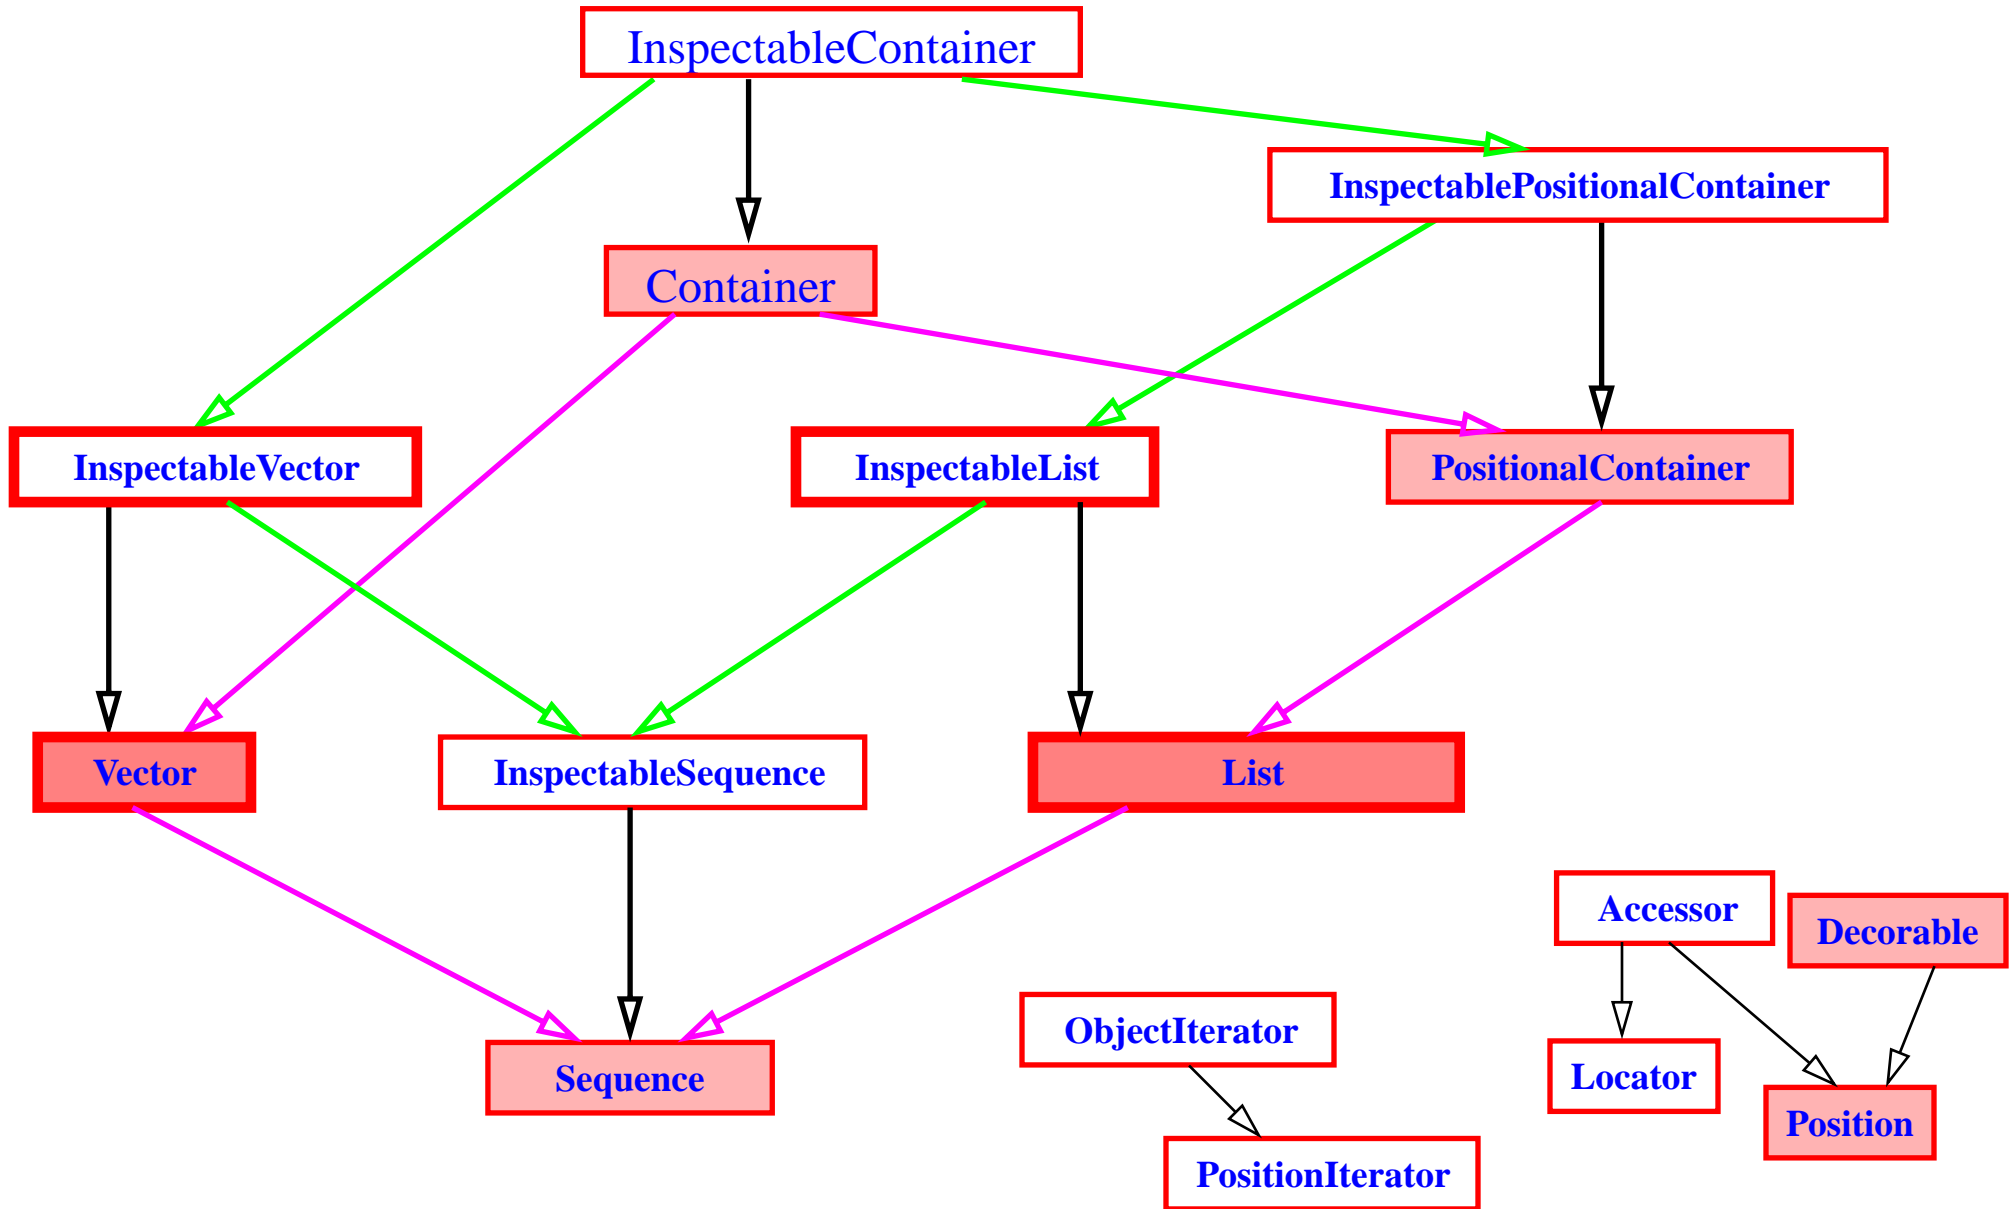 InspectableContainer
InspectablePositionalContainer
Container
InspectableVector
InspectableList
PositionalContainer
Vector
InspectableSequence
List
Accessor
Decorable
ObjectIterator
Locator
Sequence
Position
PositionIterator